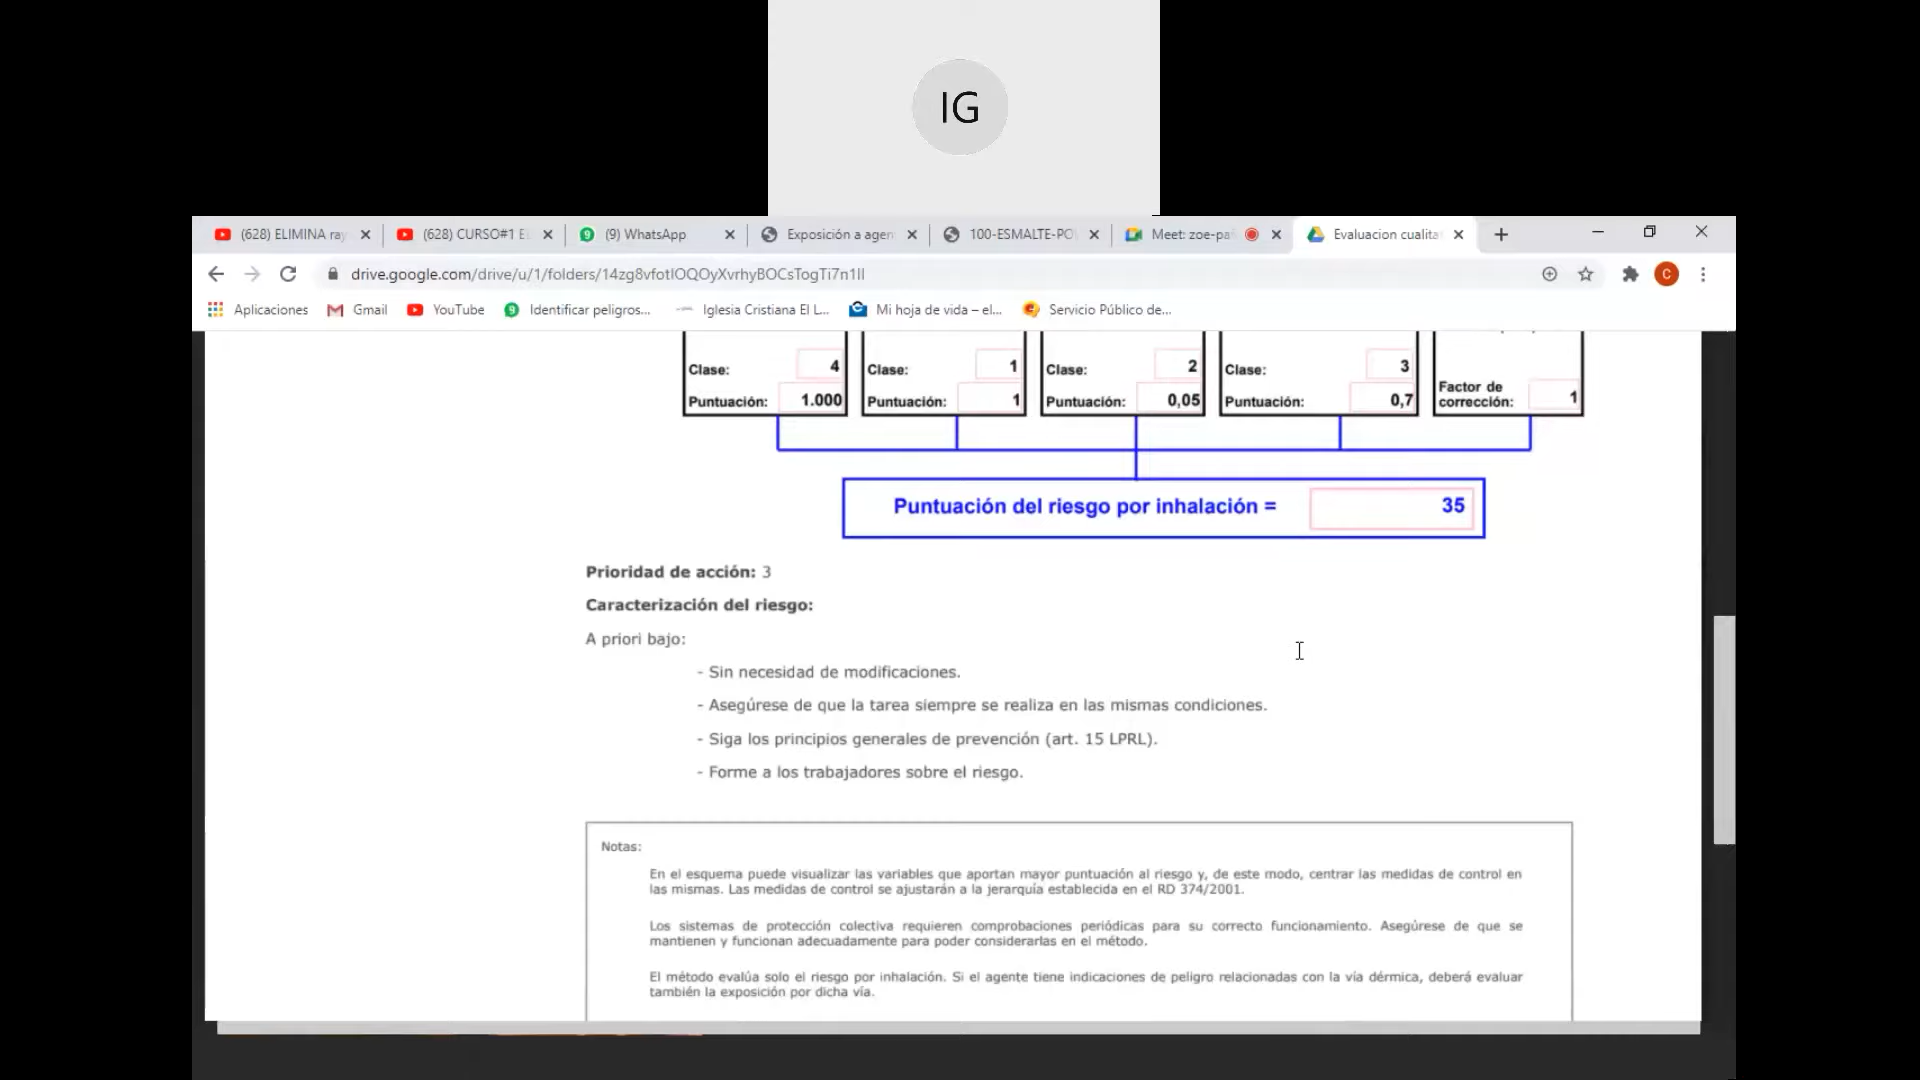 IG
(628) ELIMINA ray
(628) CURSO#1 E
(9) WhatsApp
Exposición a agen
100-ESMALTE-PO
Meet: zoe-pa
Evaluacion cualita
drive.google.com/drive/u/1/folders/14zg8vfotIOQOyXvrhyBOCsTogTi7n1Il
C
Aplicaciones
Gmail
YouTube
Identificar peligros...
Iglesia Cristiana El L...
Mi hoja de vida – el...
Servicio Público de...
Clase: 4
Clase: 1
Clase: 2
Clase: 3
Puntuación: 1.000
Puntuación: 1
Puntuación: 0,05
Puntuación: 0,7
Factor de
corrección: 1
Puntuación del riesgo por inhalación = 35
Prioridad de acción: 3
Caracterización del riesgo:
A priori bajo:
- Sin necesidad de modificaciones.
- Asegúrese de que la tarea siempre se realiza en las mismas condiciones.
- Siga los principios generales de prevención (art. 15 LPRL).
- Forme a los trabajadores sobre el riesgo.
Notas:
En el esquema puede visualizar las variables que aportan mayor puntuación al riesgo y, de este modo, centrar las medidas de control en
las mismas. Las medidas de control se ajustarán a la jerarquía establecida en el RD 374/2001.
Los sistemas de protección colectiva requieren comprobaciones periódicas para su correcto funcionamiento. Asegúrese de que se
mantienen y funcionan adecuadamente para poder considerarlas en el método.
El método evalúa solo el riesgo por inhalación. Si el agente tiene indicaciones de peligro relacionadas con la vía dérmica, deberá evaluar
también la exposición por dicha vía.